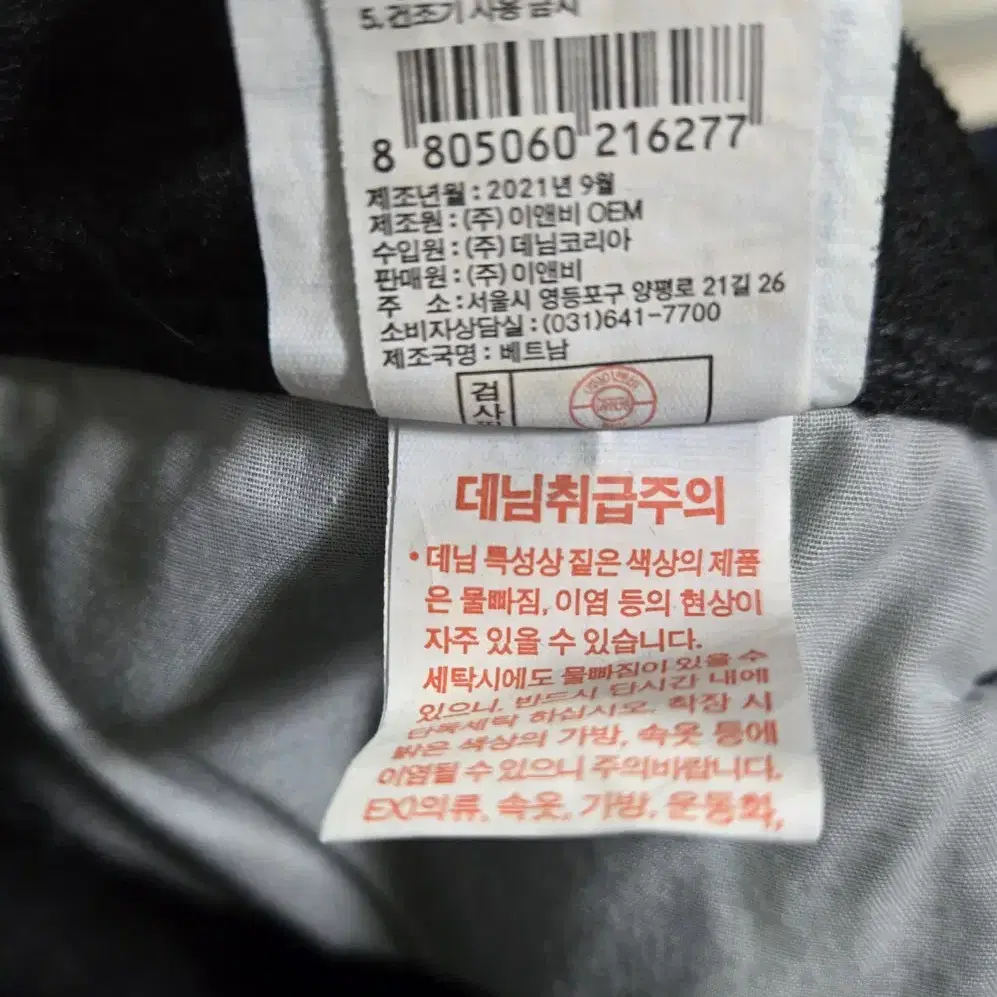 5. 건조기 사용 금지
8 805060 216277
제조년월 : 2021년 9월
제조원 : (주) 이앤비 OEM
수입원 : (주) 데님코리아
판매원 : (주) 이앤비
주 소 : 서울시 영등포구 양평로 21길 26
소비자상담실 : (031)641-7700
제조국명 : 베트남
검사
데님취급주의
• 데님 특성상 짙은 색상의 제품
은 물빠짐, 이염 등의 현상이
자주 있을 수 있습니다.
세탁시에도 물빠짐이 있을 수
있으니, 반드시 단시간 내에
단독세탁 하십시오. 착장 시
밝은 색상의 가방, 속옷 등에
이염될 수 있으니 주의바랍니다.
EX)의류, 속옷, 가방, 운동화,